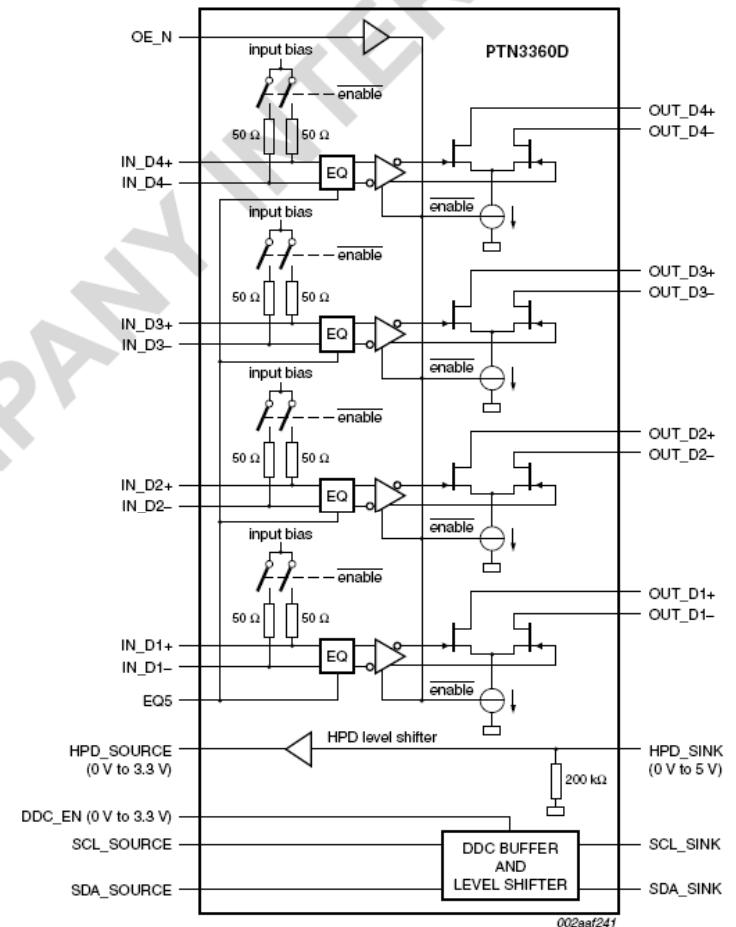 PANY INTER
OE_N
PTN3360D
input bias
enable
50 Ω 50 Ω
OUT_D4+
OUT_D4–
IN_D4+
IN_D4–
EQ
enable
input bias
enable
50 Ω 50 Ω
OUT_D3+
OUT_D3–
IN_D3+
IN_D3–
EQ
enable
input bias
enable
50 Ω 50 Ω
OUT_D2+
OUT_D2–
IN_D2+
IN_D2–
EQ
enable
input bias
enable
50 Ω 50 Ω
OUT_D1+
OUT_D1–
IN_D1+
IN_D1–
EQ
enable
EQ5
HPD level shifter
HPD_SOURCE
(0 V to 3.3 V)
HPD_SINK
(0 V to 5 V)
200 kΩ
DDC_EN (0 V to 3.3 V)
SCL_SOURCE
SDA_SOURCE
DDC BUFFER
AND
LEVEL SHIFTER
SCL_SINK
SDA_SINK
002aaf241